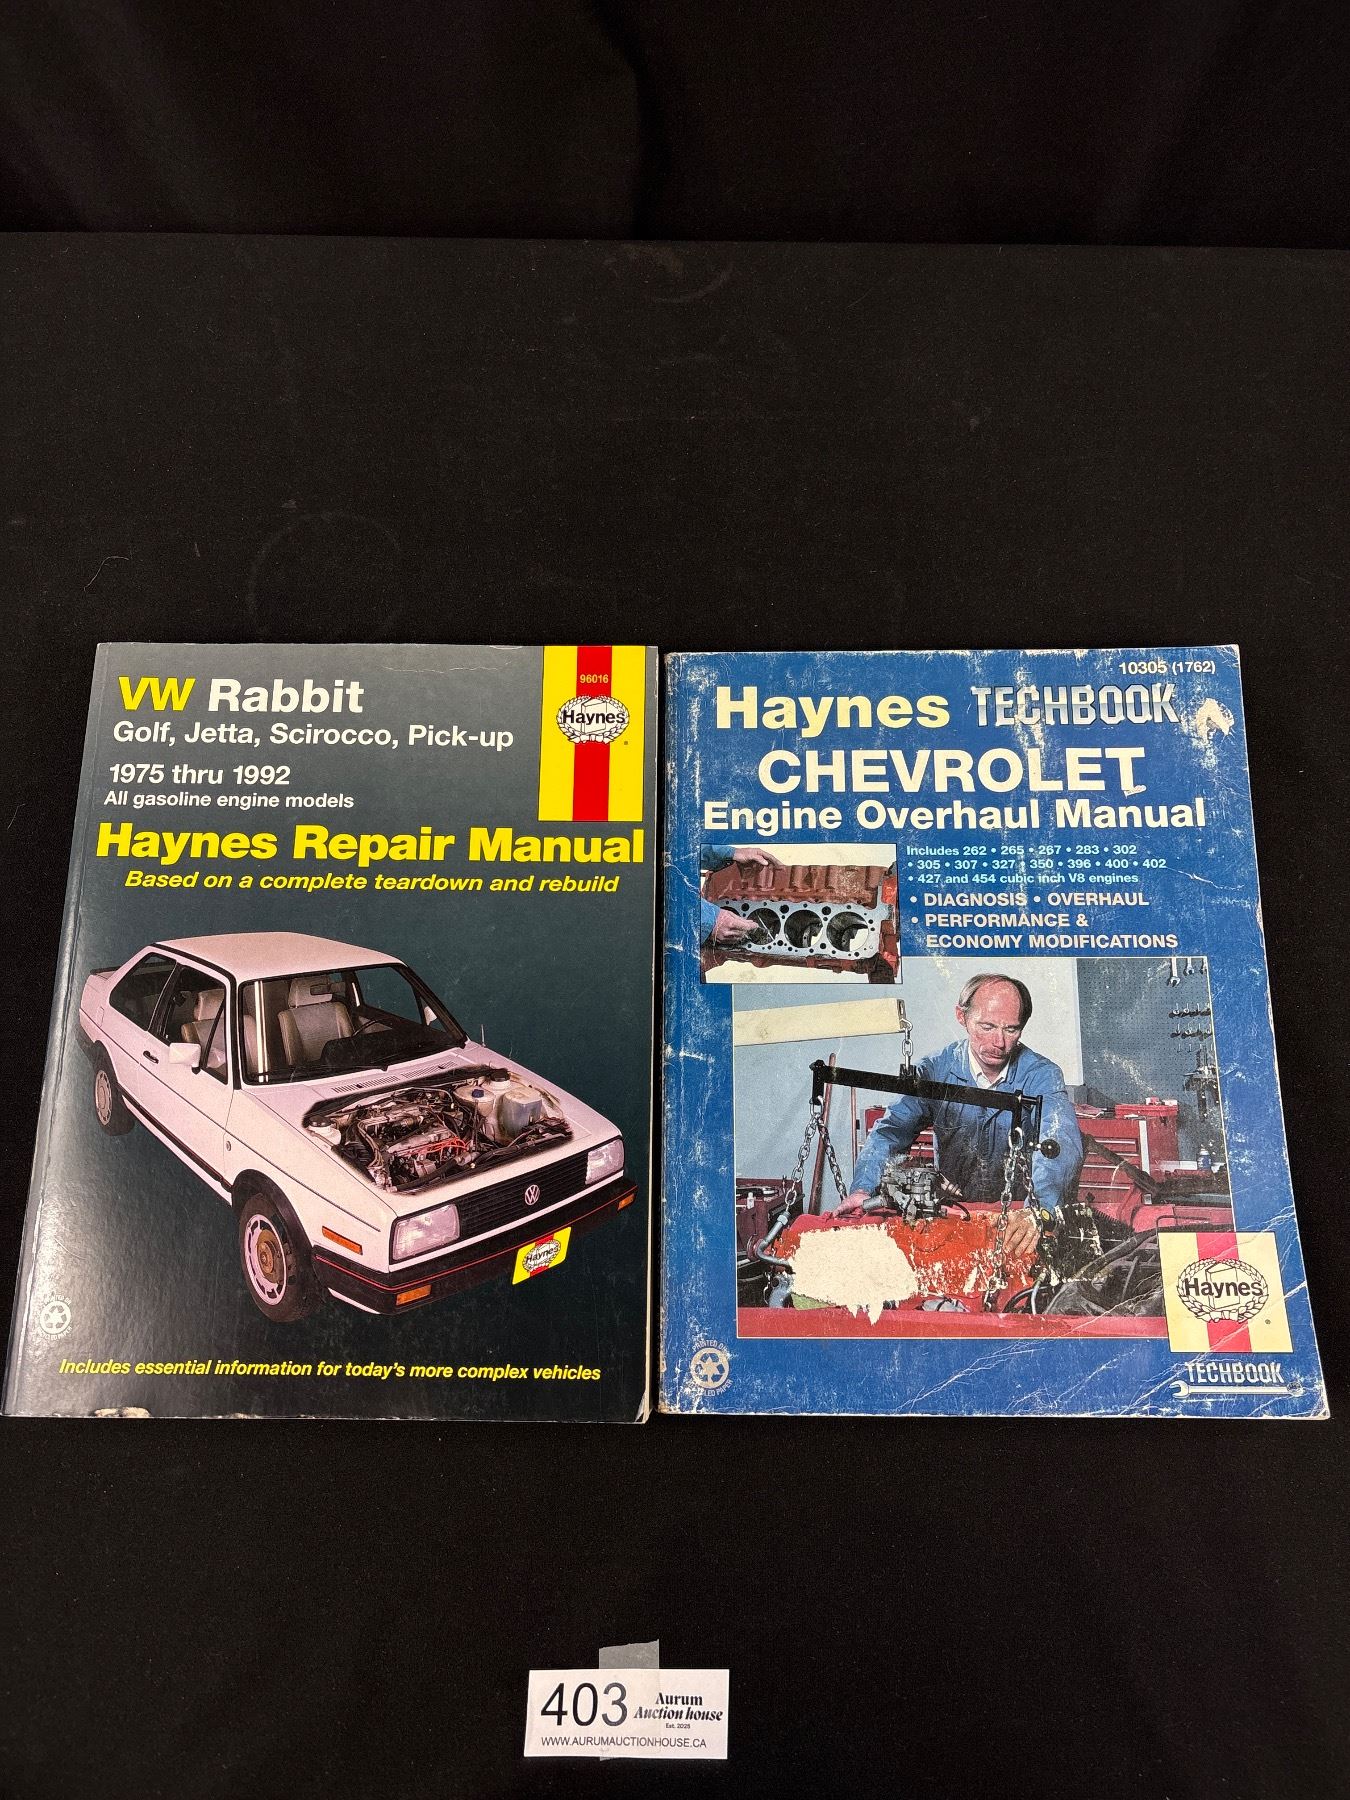 VW Rabbit
Golf, Jetta, Scirocco, Pick-up
1975 thru 1992
All gasoline engine models
96016
Haynes
Haynes Repair Manual
Based on a complete teardown and rebuild
Haynes
Includes essential information for today's more complex vehicles
10305 (1762)
Haynes TECHBOOK
CHEVROLET
Engine Overhaul Manual
Includes 262 • 265 • 267 • 283 • 302
• 305 • 307 • 327 • 350 • 396 • 400 • 402
• 427 and 454 cubic inch V8 engines
• DIAGNOSIS • OVERHAUL
• PERFORMANCE &
ECONOMY MODIFICATIONS
Haynes
TECHBOOK
PRINTED ON
403
Aurum
Auction house
Est. 2025
WWW.AURUMAUCTIONHOUSE.CA